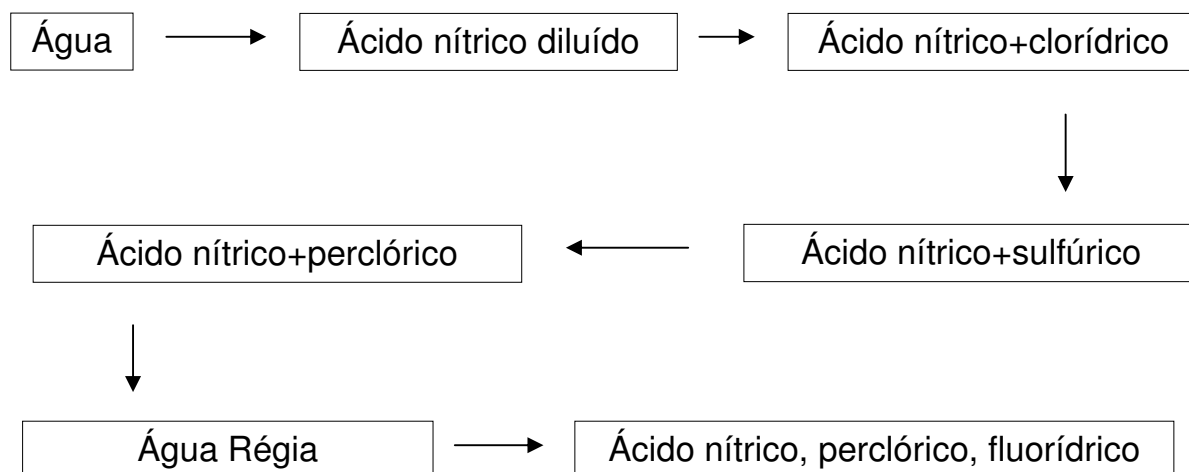 Água
Ácido nítrico diluído
Ácido nítrico+clorídrico
Ácido nítrico+sulfúrico
Ácido nítrico+perclórico
Água Régia
Ácido nítrico, perclórico, fluorídrico